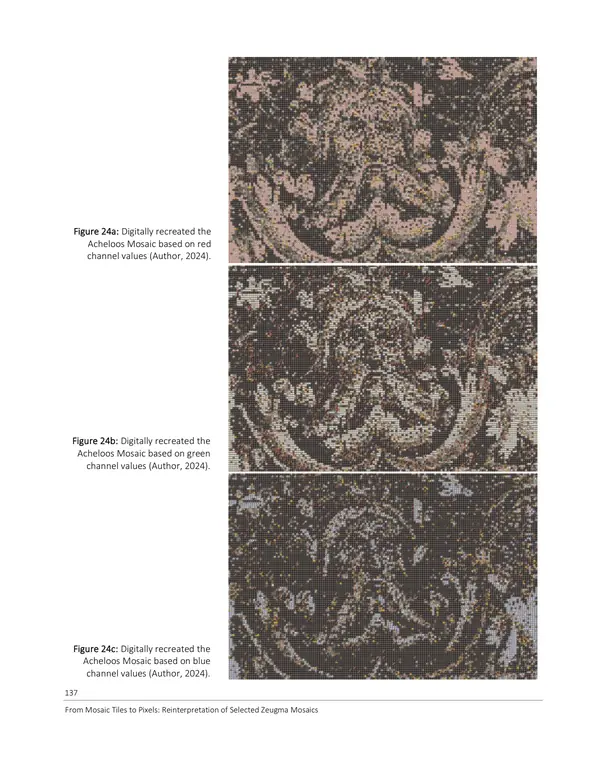 Figure 24a: Digitally recreated the
Acheloos Mosaic based on red
channel values (Author, 2024).
Figure 24b: Digitally recreated the
Acheloos Mosaic based on green
channel values (Author, 2024).
Figure 24c: Digitally recreated the
Acheloos Mosaic based on blue
channel values (Author, 2024).
137
From Mosaic Tiles to Pixels: Reinterpretation of Selected Zeugma Mosaics